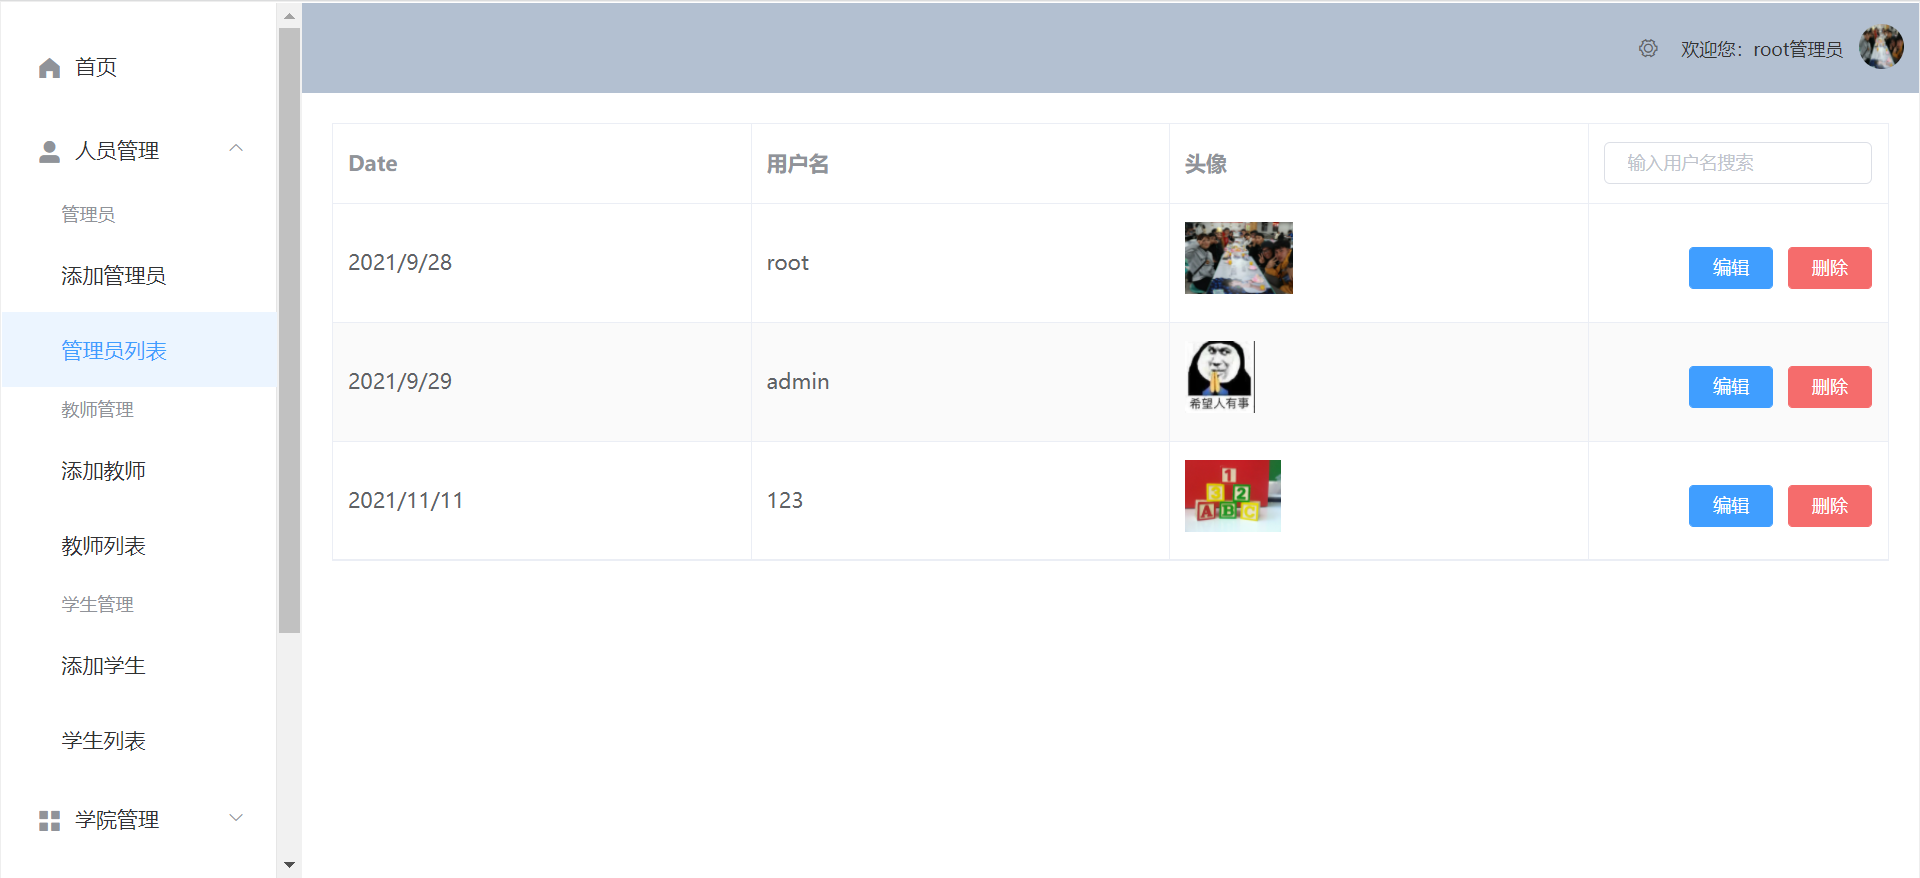 首页
人员管理
管理员
添加管理员
管理员列表
教师管理
添加教师
教师列表
学生管理
添加学生
学生列表
学院管理
欢迎您：root管理员
Date 用户名 头像 输入用户名搜索
2021/9/28 root 编辑 删除
2021/9/29 admin 编辑 删除
希望人有事
2021/11/11 123 编辑 删除
1
3 2
A B C